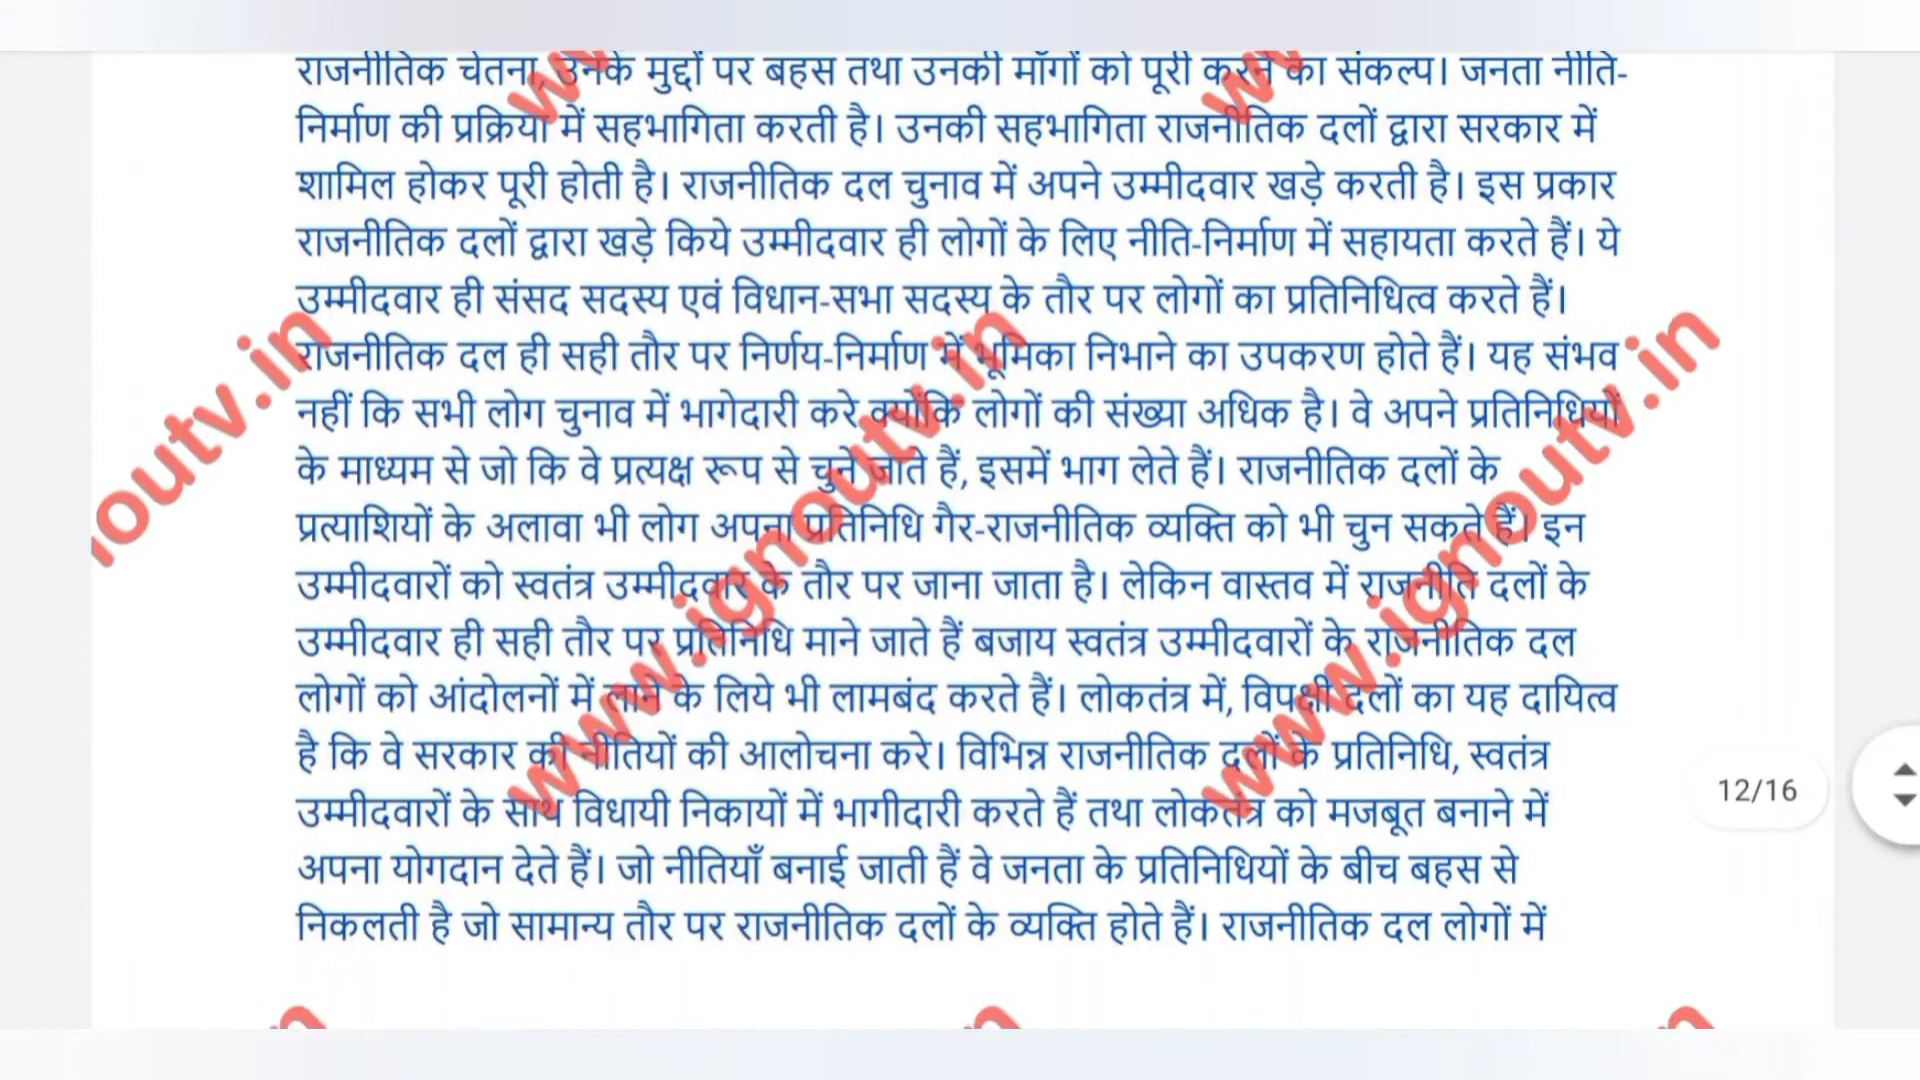 राजनीतिक चेतना, उनके मुद्दों पर बहस तथा उनकी माँगों को पूरी करने का संकल्प। जनता नीति-
निर्माण की प्रक्रिया में सहभागिता करती है। उनकी सहभागिता राजनीतिक दलों द्वारा सरकार में
शामिल होकर पूरी होती है। राजनीतिक दल चुनाव में अपने उम्मीदवार खड़े करती है। इस प्रकार
राजनीतिक दलों द्वारा खड़े किये उम्मीदवार ही लोगों के लिए नीति-निर्माण में सहायता करते हैं। ये
उम्मीदवार ही संसद सदस्य एवं विधान-सभा सदस्य के तौर पर लोगों का प्रतिनिधित्व करते हैं।
राजनीतिक दल ही सही तौर पर निर्णय-निर्माण में भूमिका निभाने का उपकरण होते हैं। यह संभव
नहीं कि सभी लोग चुनाव में भागेदारी करे क्योंकि लोगों की संख्या अधिक है। वे अपने प्रतिनिधियों
के माध्यम से जो कि वे प्रत्यक्ष रूप से चुने जाते हैं, इसमें भाग लेते हैं। राजनीतिक दलों के
प्रत्याशियों के अलावा भी लोग अपना प्रतिनिधि गैर-राजनीतिक व्यक्ति को भी चुन सकते हैं। इन
उम्मीदवारों को स्वतंत्र उम्मीदवार के तौर पर जाना जाता है। लेकिन वास्तव में राजनीति दलों के
उम्मीदवार ही सही तौर पर प्रतिनिधि माने जाते हैं बजाय स्वतंत्र उम्मीदवारों के राजनीतिक दल
लोगों को आंदोलनों में लाने के लिये भी लामबंद करते हैं। लोकतंत्र में, विपक्षी दलों का यह दायित्व
है कि वे सरकार की नीतियों की आलोचना करे। विभिन्न राजनीतिक दलों के प्रतिनिधि, स्वतंत्र
उम्मीदवारों के साथ विधायी निकायों में भागीदारी करते हैं तथा लोकतंत्र को मजबूत बनाने में
अपना योगदान देते हैं। जो नीतियाँ बनाई जाती हैं वे जनता के प्रतिनिधियों के बीच बहस से
निकलती है जो सामान्य तौर पर राजनीतिक दलों के व्यक्ति होते हैं। राजनीतिक दल लोगों में
12/16
noutv.in
www.ignoutv.in
www.ignoutv.in